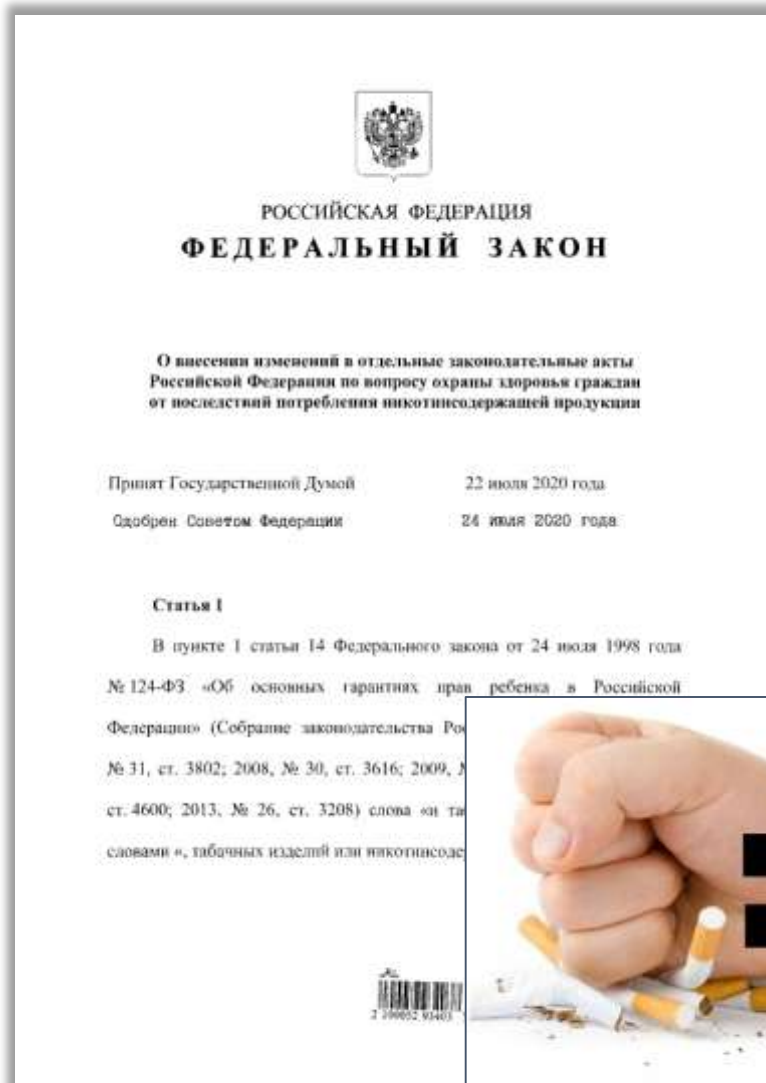 РОССИЙСКАЯ ФЕДЕРАЦИЯ
ФЕДЕРАЛЬНЫЙ ЗАКОН
О внесении изменений в отдельные законодательные акты
Российской Федерации по вопросу охраны здоровья граждан
от последствий потребления никотинсодержащей продукции
Принят Государственной Думой 22 июля 2020 года
Одобрен Советом Федерации 24 июля 2020 года
Статья 1
В пункте 1 статьи 14 Федерального закона от 24 июля 1998 года
№ 124-ФЗ «Об основных гарантиях прав ребенка в Российской
Федерации» (Собрание законодательства
№ 31, ст. 3802; 2008, № 30, ст. 3616; 2009,
ст. 4600; 2013, № 26, ст. 3208) слова «и
словами «, табачных изделий или